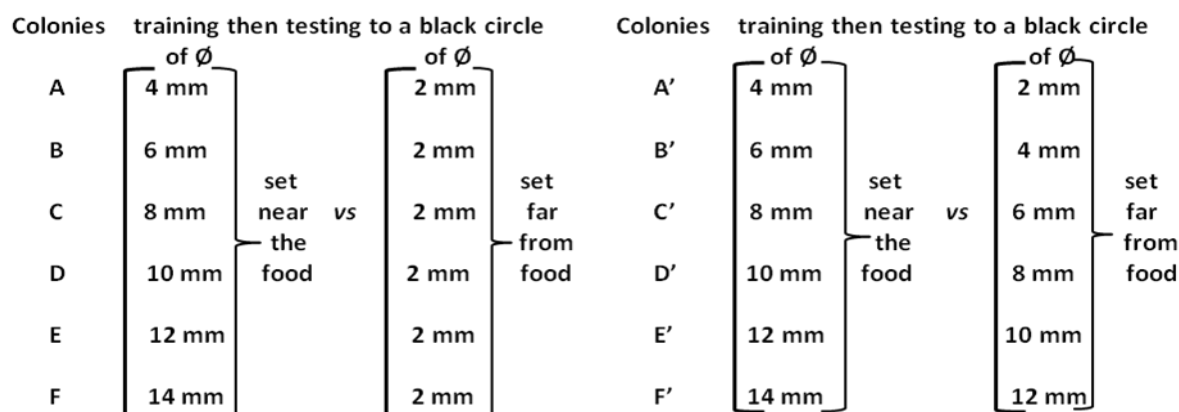 Colonies training then testing to a black circle Colonies training then testing to a black circle
of Ø of Ø of Ø of Ø
A 4 mm 2 mm A’ 4 mm 2 mm
B 6 mm 2 mm B’ 6 mm 4 mm
set set set set
C 8 mm near vs 2 mm far C’ 8 mm near vs 6 mm far
the from the from
D 10 mm food 2 mm food D’ 10 mm food 8 mm food
E 12 mm 2 mm E’ 12 mm 10 mm
F 14 mm 2 mm F’ 14 mm 12 mm